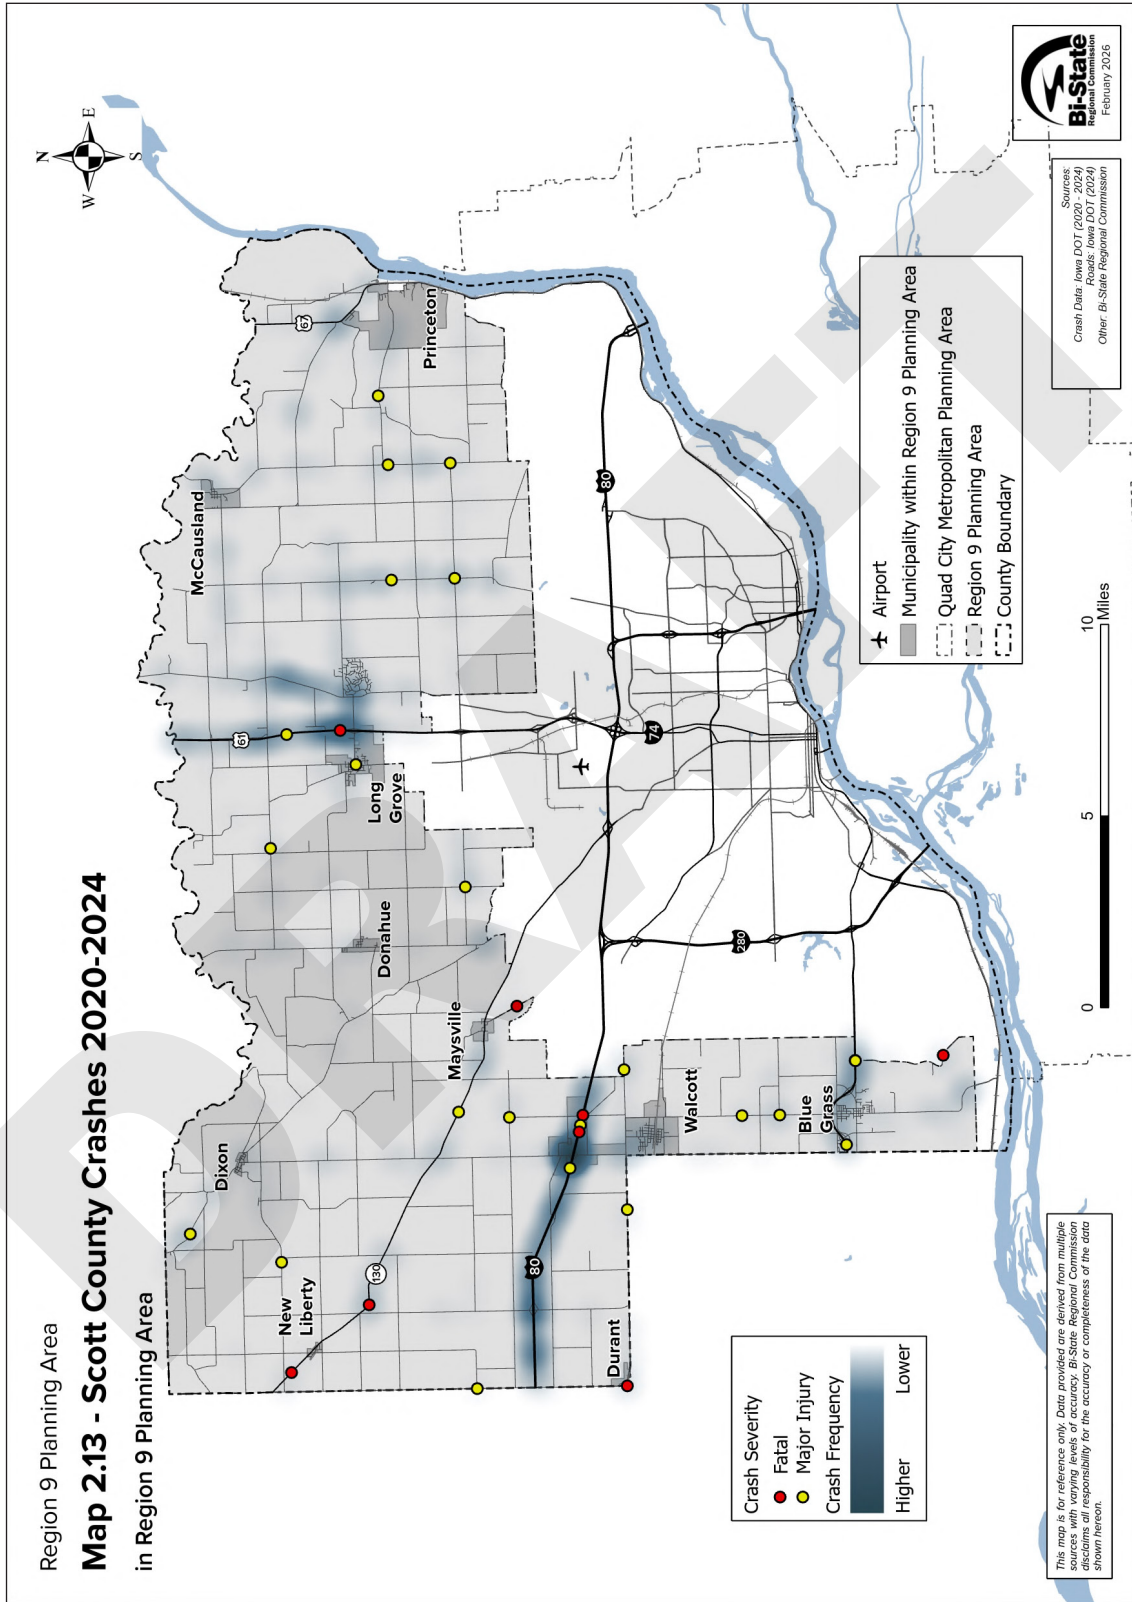 Region 9 Planning Area
Map 2.13 - Scott County Crashes 2020-2024
in Region 9 Planning Area
N
W
E
S
DRAFT
McCausland
67
Princeton
61
Long
Grove
Donahue
Dixon
Maysville
New
Liberty
130
80
80
74
280
Durant
Walcott
Blue
Grass
Crash Severity
Fatal
Major Injury
Crash Frequency
Higher
Lower
Airport
Municipality within Region 9 Planning Area
Quad City Metropolitan Planning Area
Region 9 Planning Area
County Boundary
0
5
10
Miles
This map is for reference only. Data provided are derived from multiple
sources with varying levels of accuracy. Bi-State Regional Commission
disclaims all responsibility for the accuracy or completeness of the data
shown hereon.
Sources:
Crash Data: Iowa DOT (2020 - 2024)
Roads: Iowa DOT (2024)
Other: Bi-State Regional Commission
Bi-State
Regional Commission
February 2026